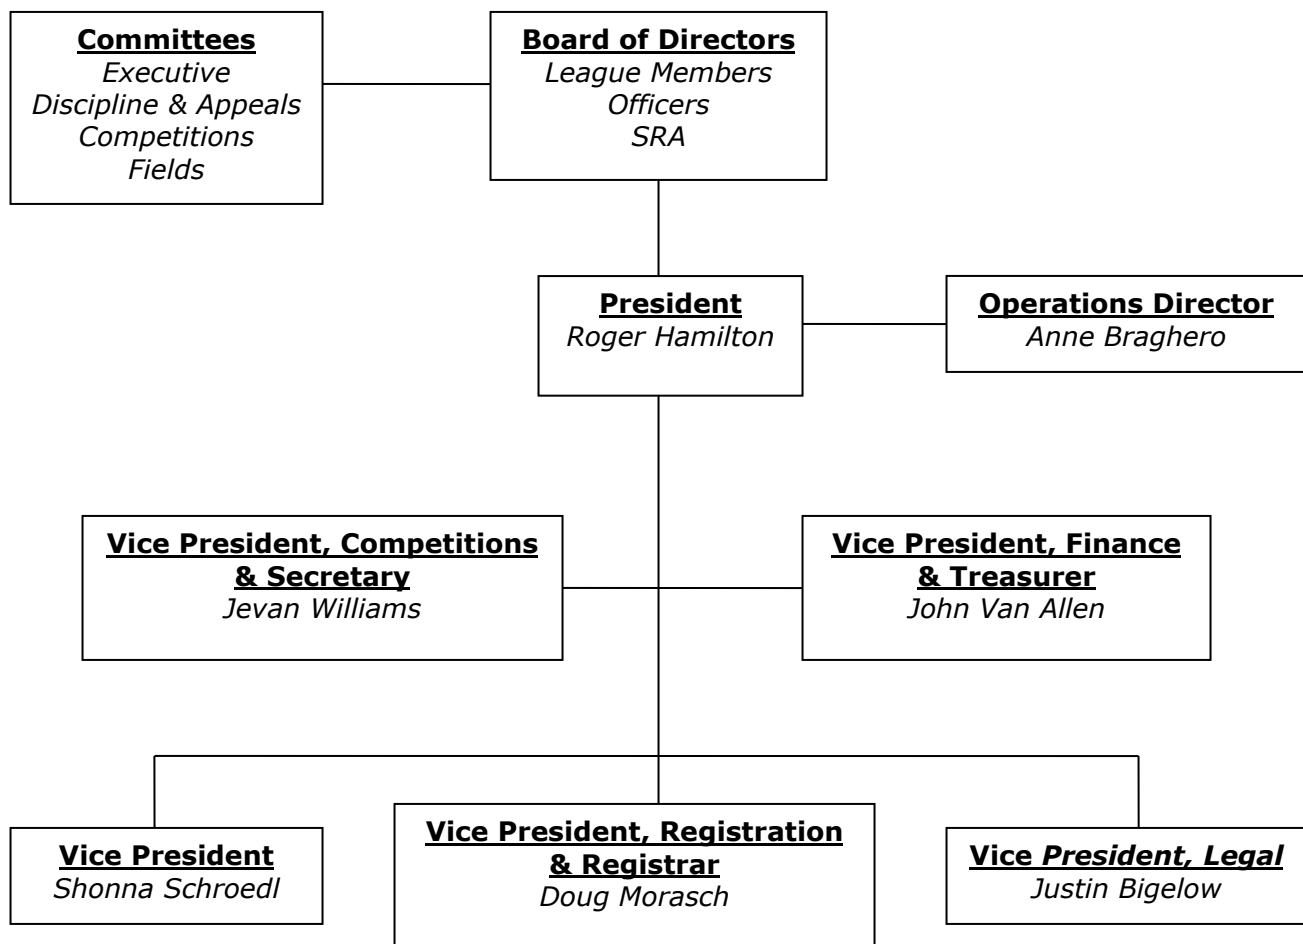 Committees
Executive
Discipline & Appeals
Competitions
Fields
Board of Directors
League Members
Officers
SRA
President
Roger Hamilton
Operations Director
Anne Braghero
Vice President, Competitions
& Secretary
Jevan Williams
Vice President, Finance
& Treasurer
John Van Allen
Vice President
Shonna Schroedl
Vice President, Registration
& Registrar
Doug Morasch
Vice President, Legal
Justin Bigelow